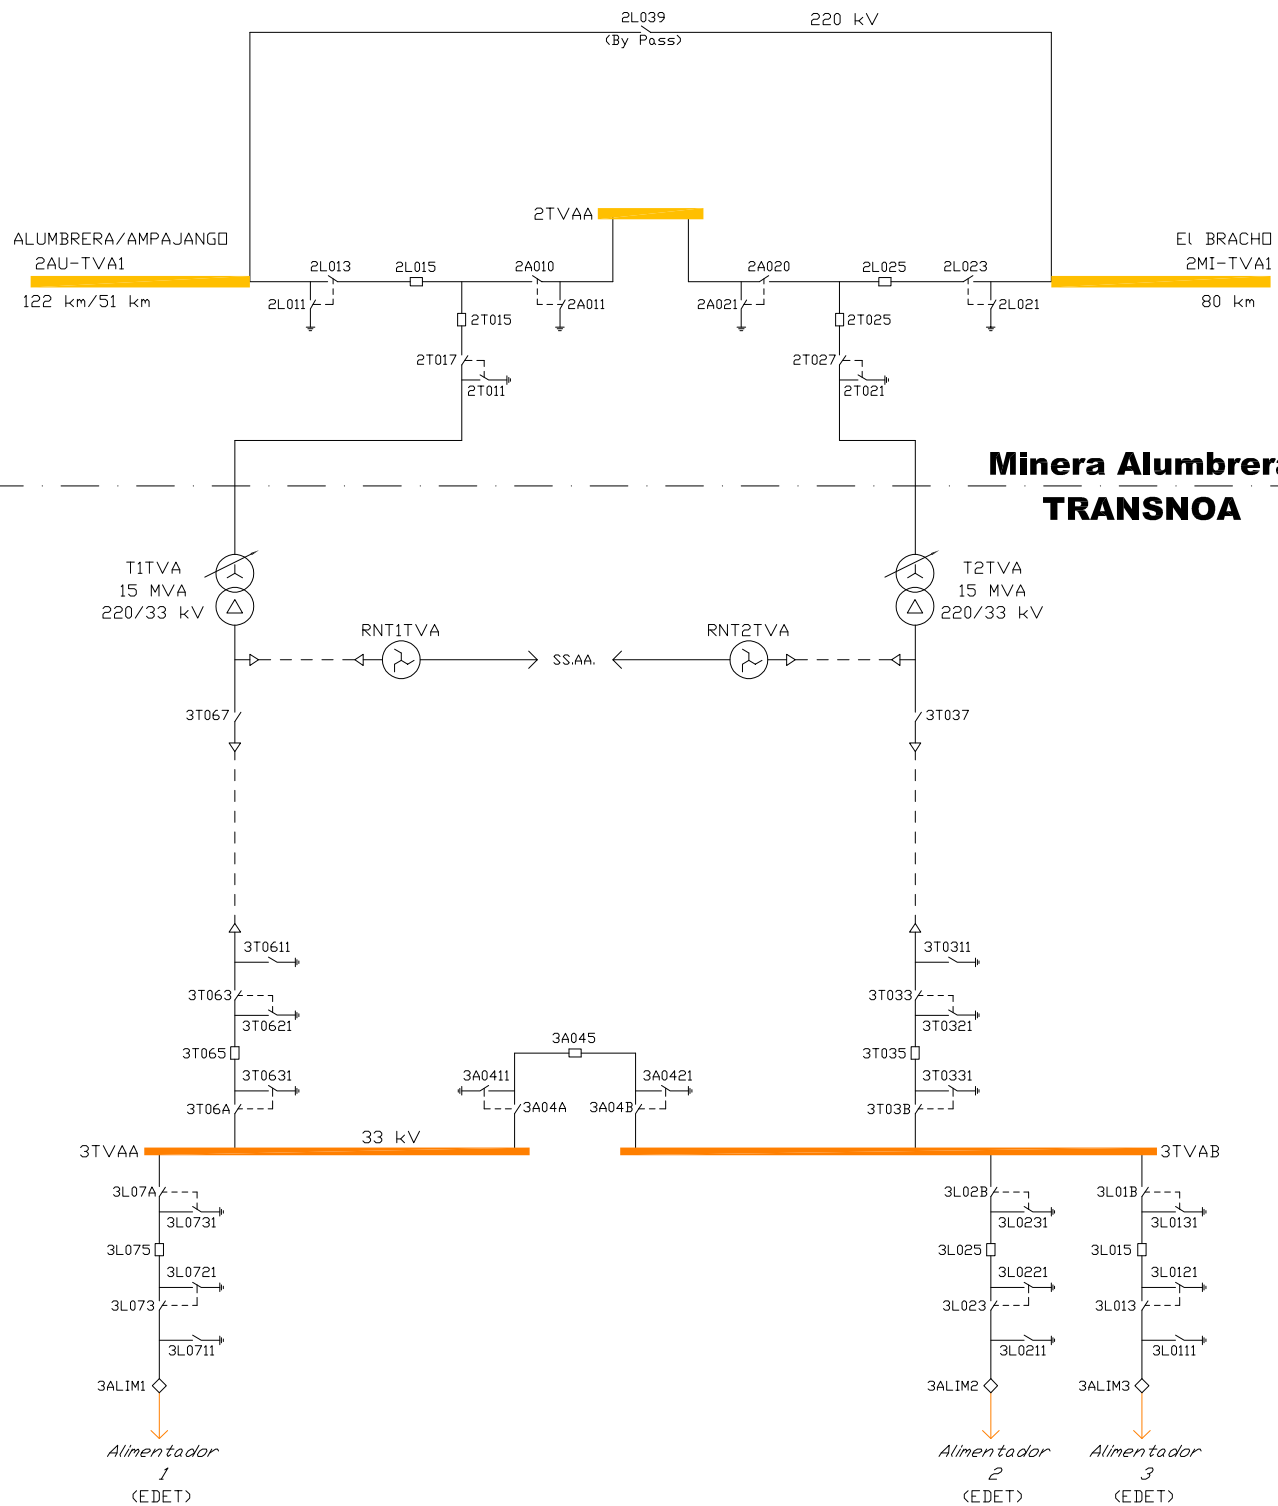 2L039
220 kV
(By Pass)
2TVAA
ALUMBRERA/AMPAJANGO
2AU-TVA1
122 km/51 km
El BRACHO
2MI-TVA1
80 km
2L013
2L015
2A010
2A020
2L025
2L023
2L011
2A011
2A021
2L021
2T015
2T025
2T017
2T027
2T011
2T021
Minera Alumbrera
TRANSNOA
T1TVA
15 MVA
220/33 kV
T2TVA
15 MVA
220/33 kV
RNT1TVA
SS.AA.
RNT2TVA
3T067
3T037
3T0611
3T0311
3T063
3T033
3T0621
3T0321
3T065
3A045
3T035
3T0631
3A0411
3A0421
3T0331
3T06A
3A04A
3A04B
3T03B
33 kV
3TVAA
3TVAB
3L07A
3L02B
3L01B
3L0731
3L0231
3L0131
3L075
3L025
3L015
3L0721
3L0221
3L0121
3L073
3L023
3L013
3L0711
3L0211
3L0111
3ALIM1
3ALIM2
3ALIM3
Alimentador
1
(EDET)
Alimentador
2
(EDET)
Alimentador
3
(EDET)